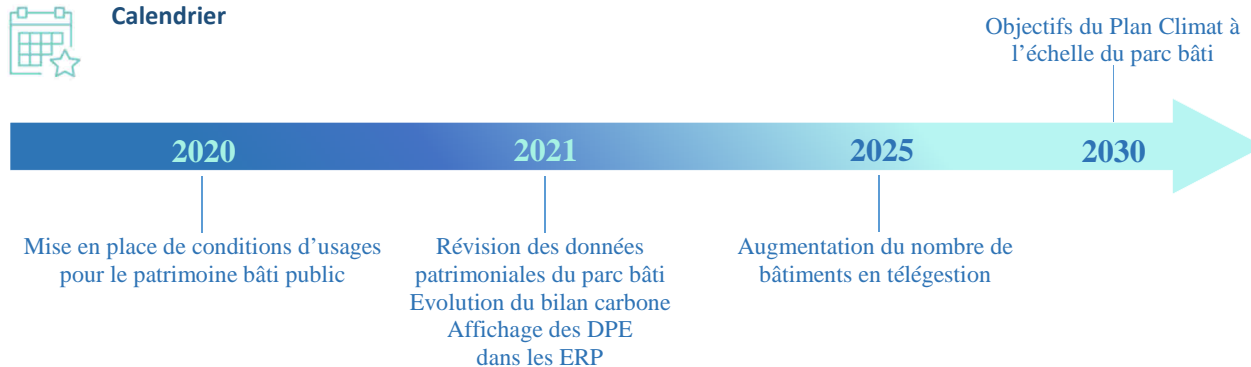 Calendrier
Objectifs du Plan Climat à
l’échelle du parc bâti
2020
2021
2025
2030
Mise en place de conditions d’usages
pour le patrimoine bâti public
Révision des données
patrimoniales du parc bâti
Evolution du bilan carbone
Affichage des DPE
dans les ERP
Augmentation du nombre de
bâtiments en télégestion